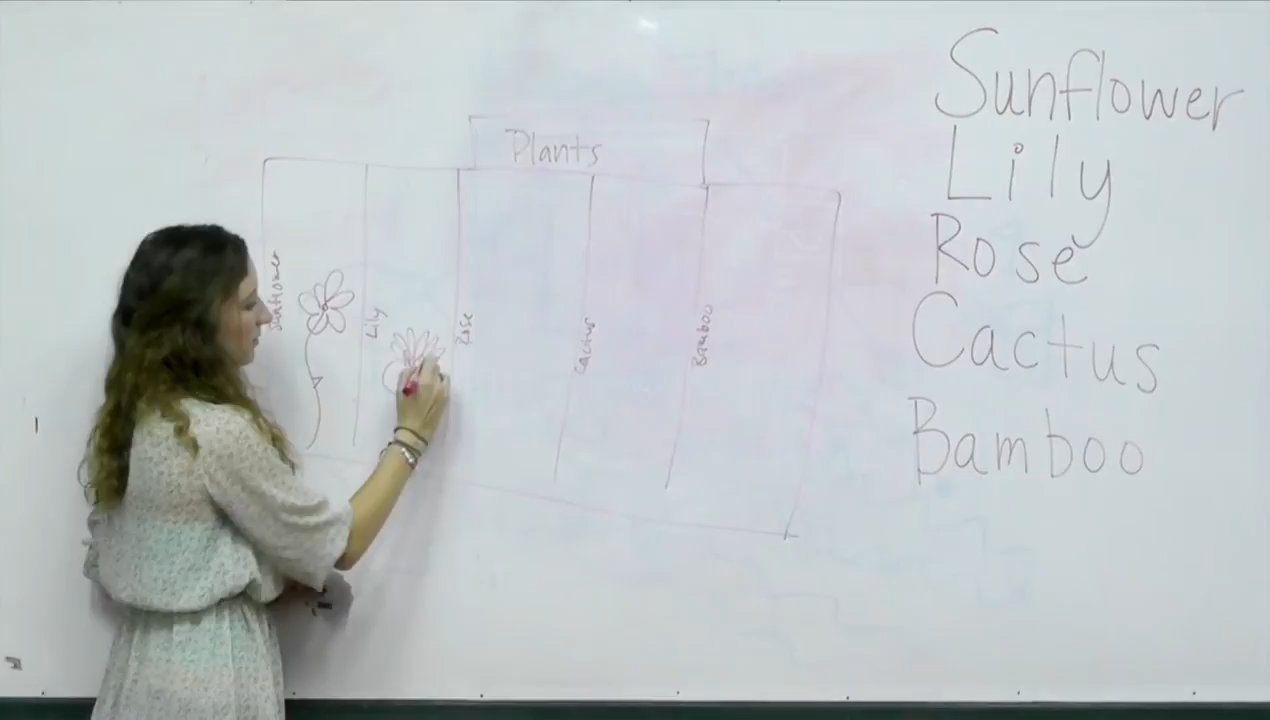 Plants
Sunflower
Lily
Rose
Cactus
Bamboo
Sunflower
Lily
Rose
Cactus
Bamboo